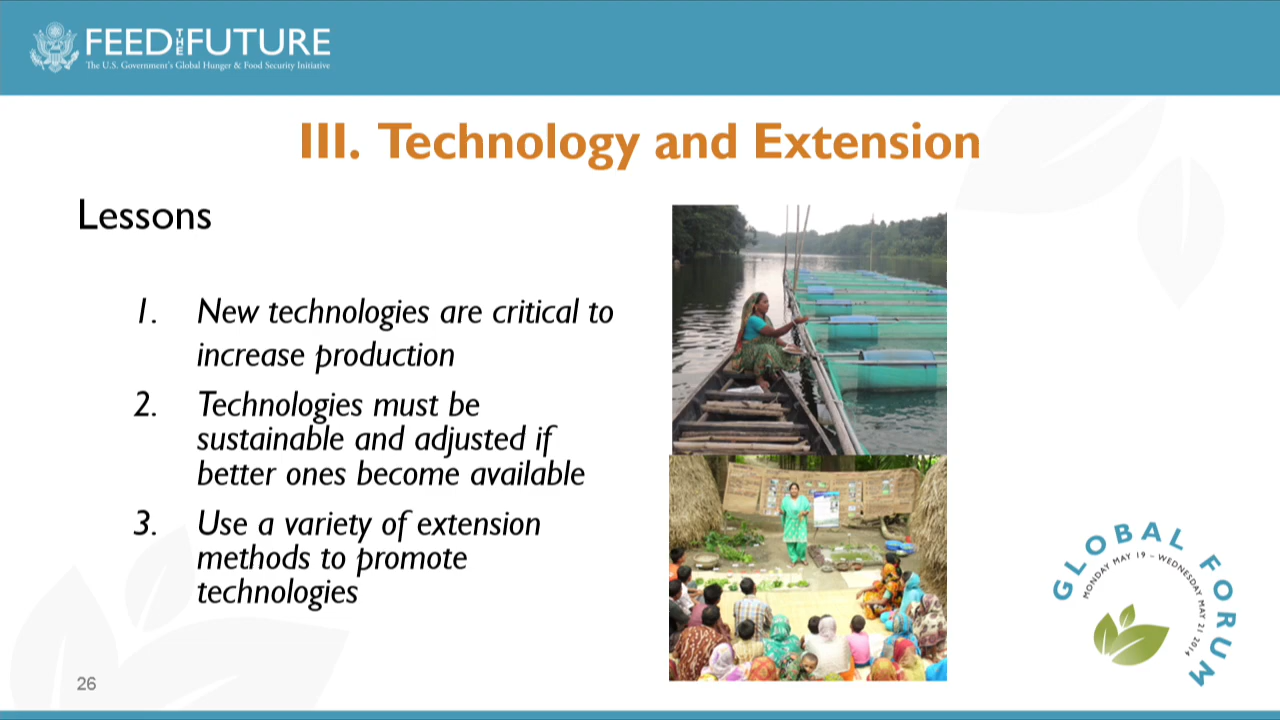 FEED THE FUTURE
The U.S. Government's Global Hunger & Food Security Initiative
III. Technology and Extension
Lessons
1. New technologies are critical to
increase production
2. Technologies must be
sustainable and adjusted if
better ones become available
3. Use a variety of extension
methods to promote
technologies
GLOBAL FORUM
MONDAY MAY 19 – WEDNESDAY MAY 21 2014
26